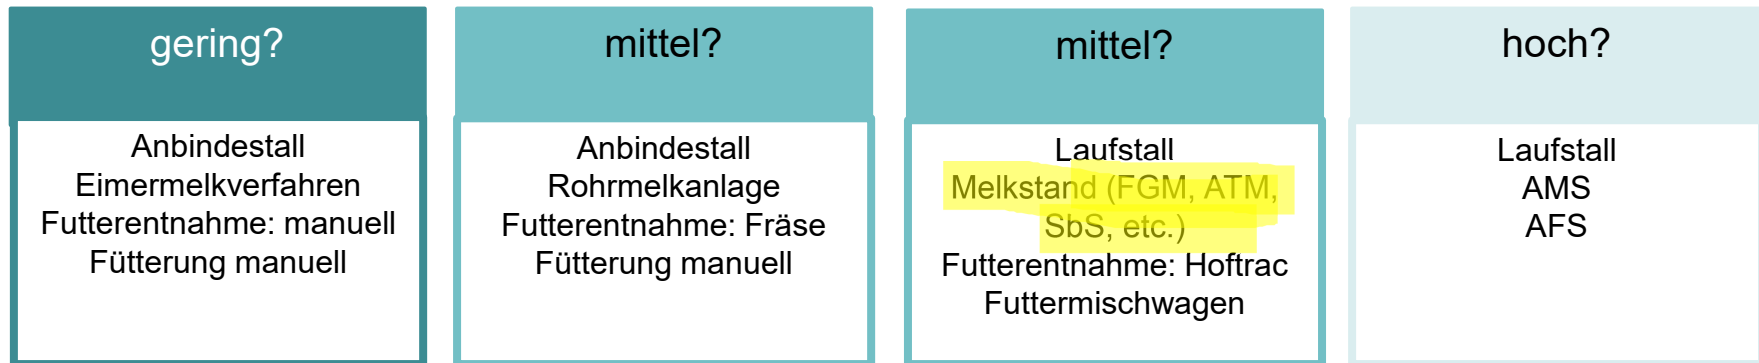 gering?
Anbindestall
Eimermelkverfahren
Futterentnahme: manuell
Fütterung manuell
mittel?
Anbindestall
Rohrmelkanlage
Futterentnahme: Fräse
Fütterung manuell
mittel?
Laufstall
Melkstand (FGM, ATM,
SbS, etc.)
Futterentnahme: Hoftrac
Futtermischwagen
hoch?
Laufstall
AMS
AFS